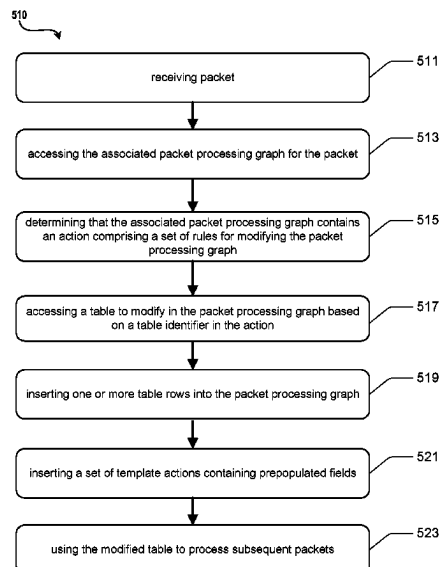 510
receiving packet
511
accessing the associated packet processing graph for the packet
513
determining that the associated packet processing graph contains
an action comprising a set of rules for modifying the packet
processing graph
515
accessing a table to modify in the packet processing graph based
on a table identifier in the action
517
inserting one or more table rows into the packet processing graph
519
inserting a set of template actions containing prepopulated fields
521
using the modified table to process subsequent packets
523